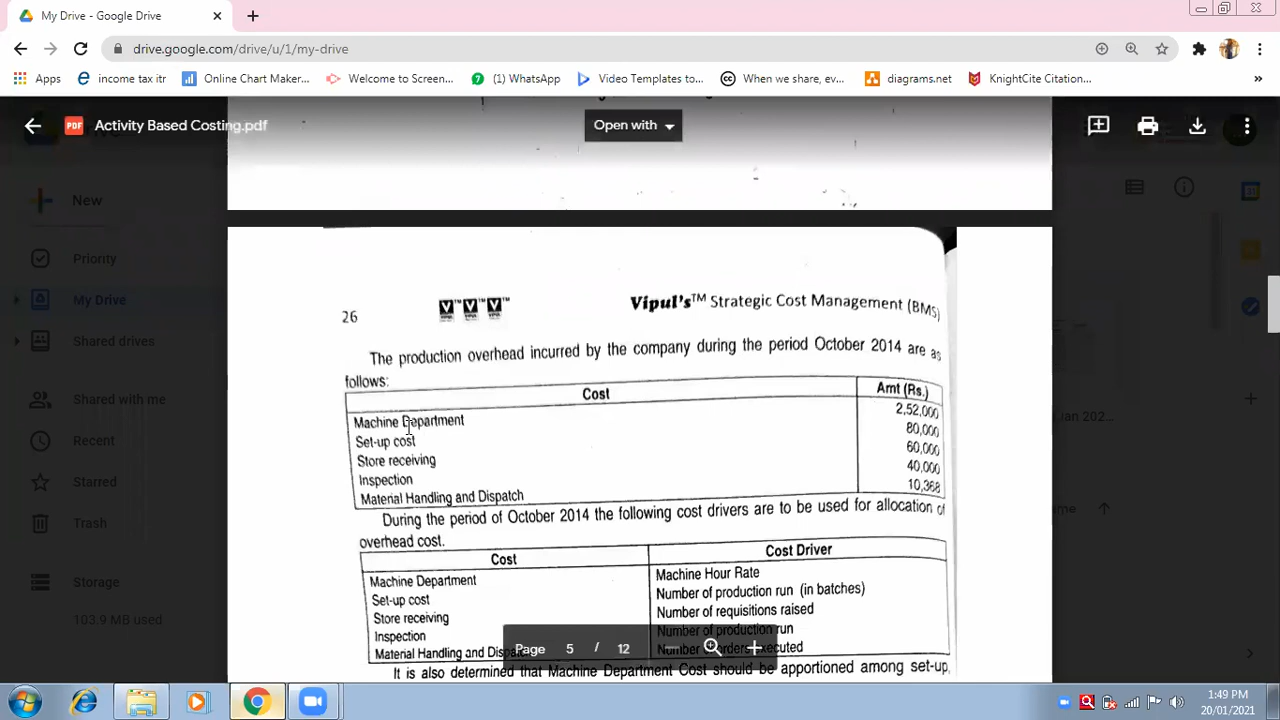 My Drive - Google Drive
drive.google.com/drive/u/1/my-drive
Apps income tax itr Online Chart Maker... Welcome to Screen... (1) WhatsApp Video Templates to... When we share, ev... diagrams.net KnightCite Citation... »
PDF Activity Based Costing.pdf Open with
New
Priority
My Drive
Shared drives
Shared with me
Recent
Starred
Trash
Storage
103.9 MB used
26 Vipul's™ Strategic Cost Management (BMS)
The production overhead incurred by the company during the period October 2014 are as
follows:
Cost Amt (Rs.)
Machine Department 2,52,000
Set-up cost 80,000
Store receiving 60,000
Inspection 40,000
Material Handling and Dispatch 10,368
During the period of October 2014 the following cost drivers are to be used for allocation of
overhead cost.
Cost Cost Driver
Machine Department Machine Hour Rate
Set-up cost Number of production run (in batches)
Store receiving Number of requisitions raised
Inspection Number of production run
Material Handling and executed
It is also determined that Machine Department Cost should be apportioned among set-up,
Page 5 / 12
1:49 PM
20/01/2021